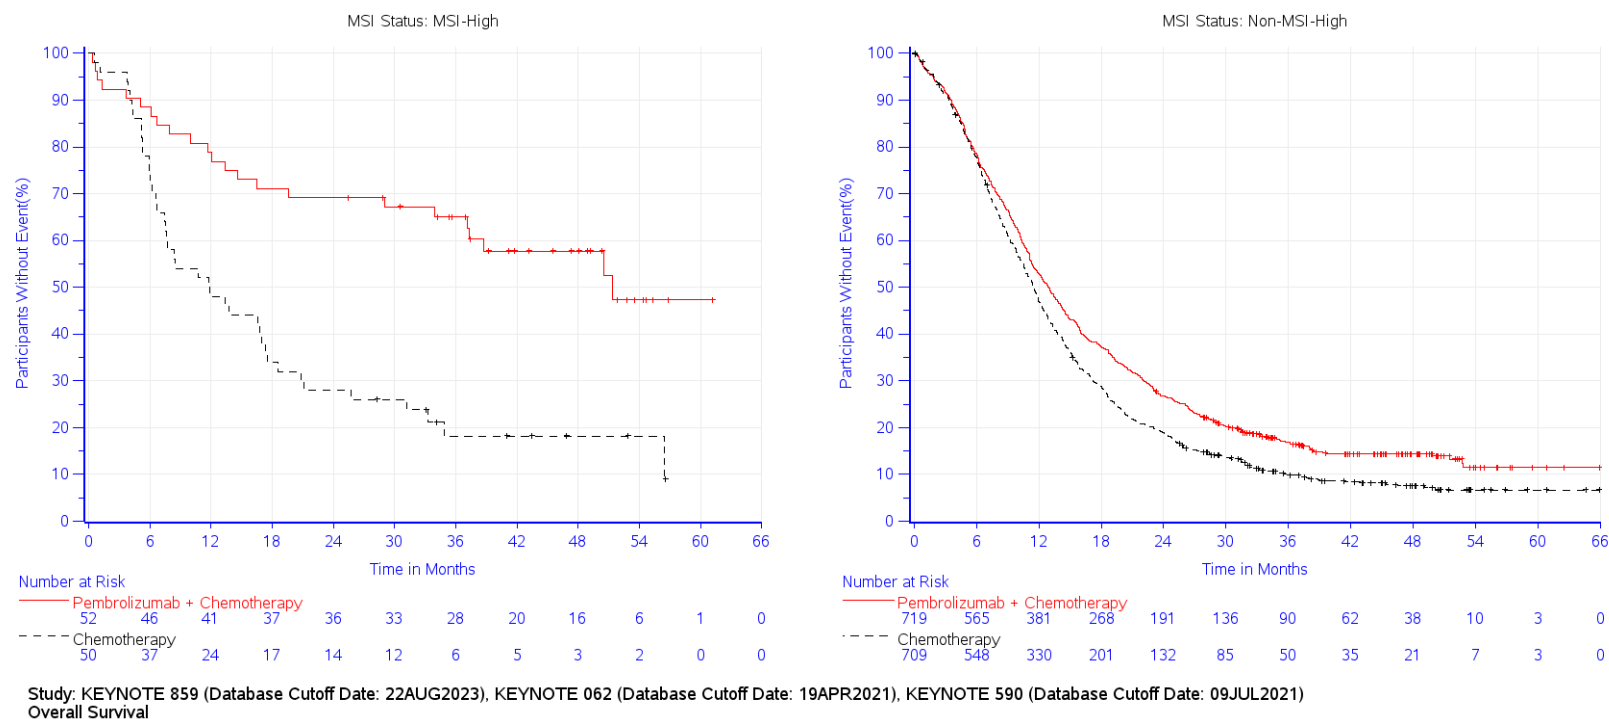 MSI Status: MSI-High
Participants Without Event(%)
100
90
80
70
60
50
40
30
20
10
0
0 6 12 18 24 30 36 42 48 54 60 66
Time in Months
Number at Risk
Pembrolizumab + Chemotherapy
52 46 41 37 36 33 28 20 16 6 1 0
Chemotherapy
50 37 24 17 14 12 6 5 3 2 0 0
MSI Status: Non-MSI-High
Participants Without Event(%)
100
90
80
70
60
50
40
30
20
10
0
0 6 12 18 24 30 36 42 48 54 60 66
Time in Months
Number at Risk
Pembrolizumab + Chemotherapy
719 565 381 268 191 136 90 62 38 10 3 0
Chemotherapy
709 548 330 201 132 85 50 35 21 7 3 0
Study: KEYNOTE 859 (Database Cutoff Date: 22AUG2023), KEYNOTE 062 (Database Cutoff Date: 19APR2021), KEYNOTE 590 (Database Cutoff Date: 09JUL2021)
Overall Survival